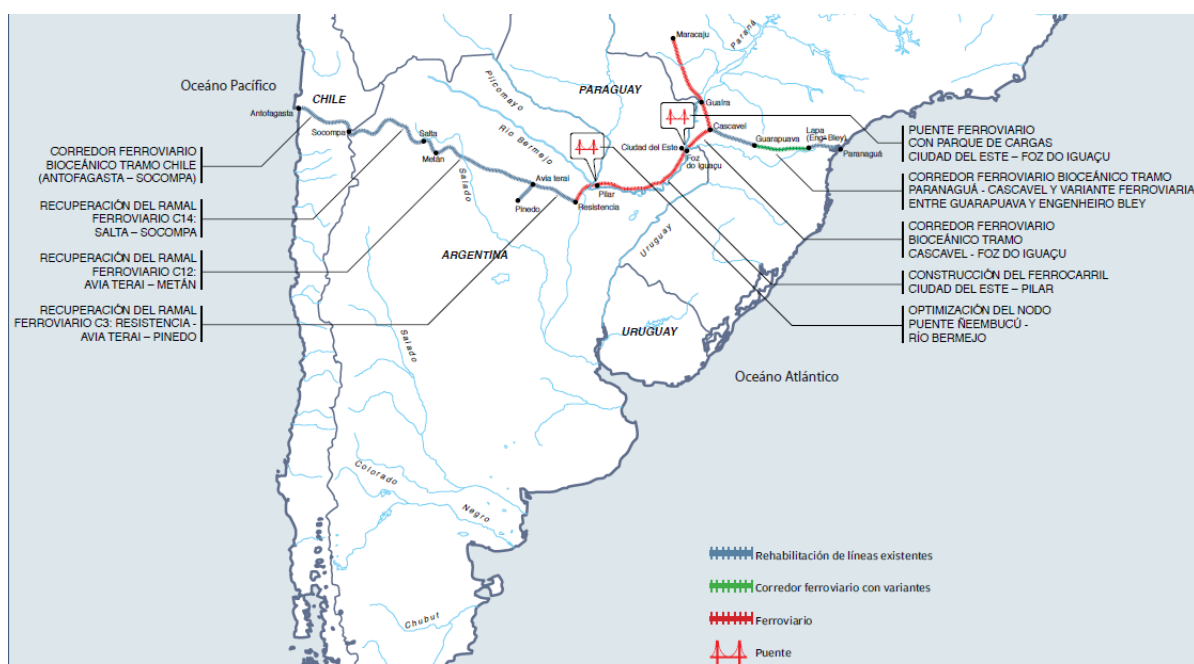 Océano Pacífico
CHILE
Antofagasta
Socompa
Salta
Metán
Salado
Avia terai
Pinedo
Resistencia
Pilar
ARGENTINA
Pilcomayo
Río Bermejo
PARAGUAY
Maracaju
Paraná
Guaíra
Cascavel
Ciudad del Este
Foz
do Iguaçu
Guarapuava
Lapa
(Engª Bley)
Paranaguá
Uruguay
URUGUAY
Océano Atlántico
Salado
Colorado
Negro
Chubut
CORREDOR FERROVIARIO
BIOCEÁNICO TRAMO CHILE
(ANTOFAGASTA – SOCOMPA)
RECUPERACIÓN DEL RAMAL
FERROVIARIO C14:
SALTA – SOCOMPA
RECUPERACIÓN DEL RAMAL
FERROVIARIO C12:
AVIA TERAI – METÁN
RECUPERACIÓN DEL RAMAL
FERROVIARIO C3: RESISTENCIA -
AVIA TERAI – PINEDO
PUENTE FERROVIARIO
CON PARQUE DE CARGAS
CIUDAD DEL ESTE – FOZ DO IGUAÇU
CORREDOR FERROVIARIO BIOCEÁNICO TRAMO
PARANAGUÁ - CASCAVEL Y VARIANTE FERROVIARIA
ENTRE GUARAPUAVA Y ENGENHEIRO BLEY
CORREDOR FERROVIARIO
BIOCEÁNICO TRAMO
CASCAVEL - FOZ DO IGUAÇU
CONSTRUCCIÓN DEL FERROCARRIL
CIUDAD DEL ESTE – PILAR
OPTIMIZACIÓN DEL NODO
PUENTE ÑEEMBUCÚ -
RÍO BERMEJO
Rehabilitación de líneas existentes
Corredor ferroviario con variantes
Ferroviario
Puente